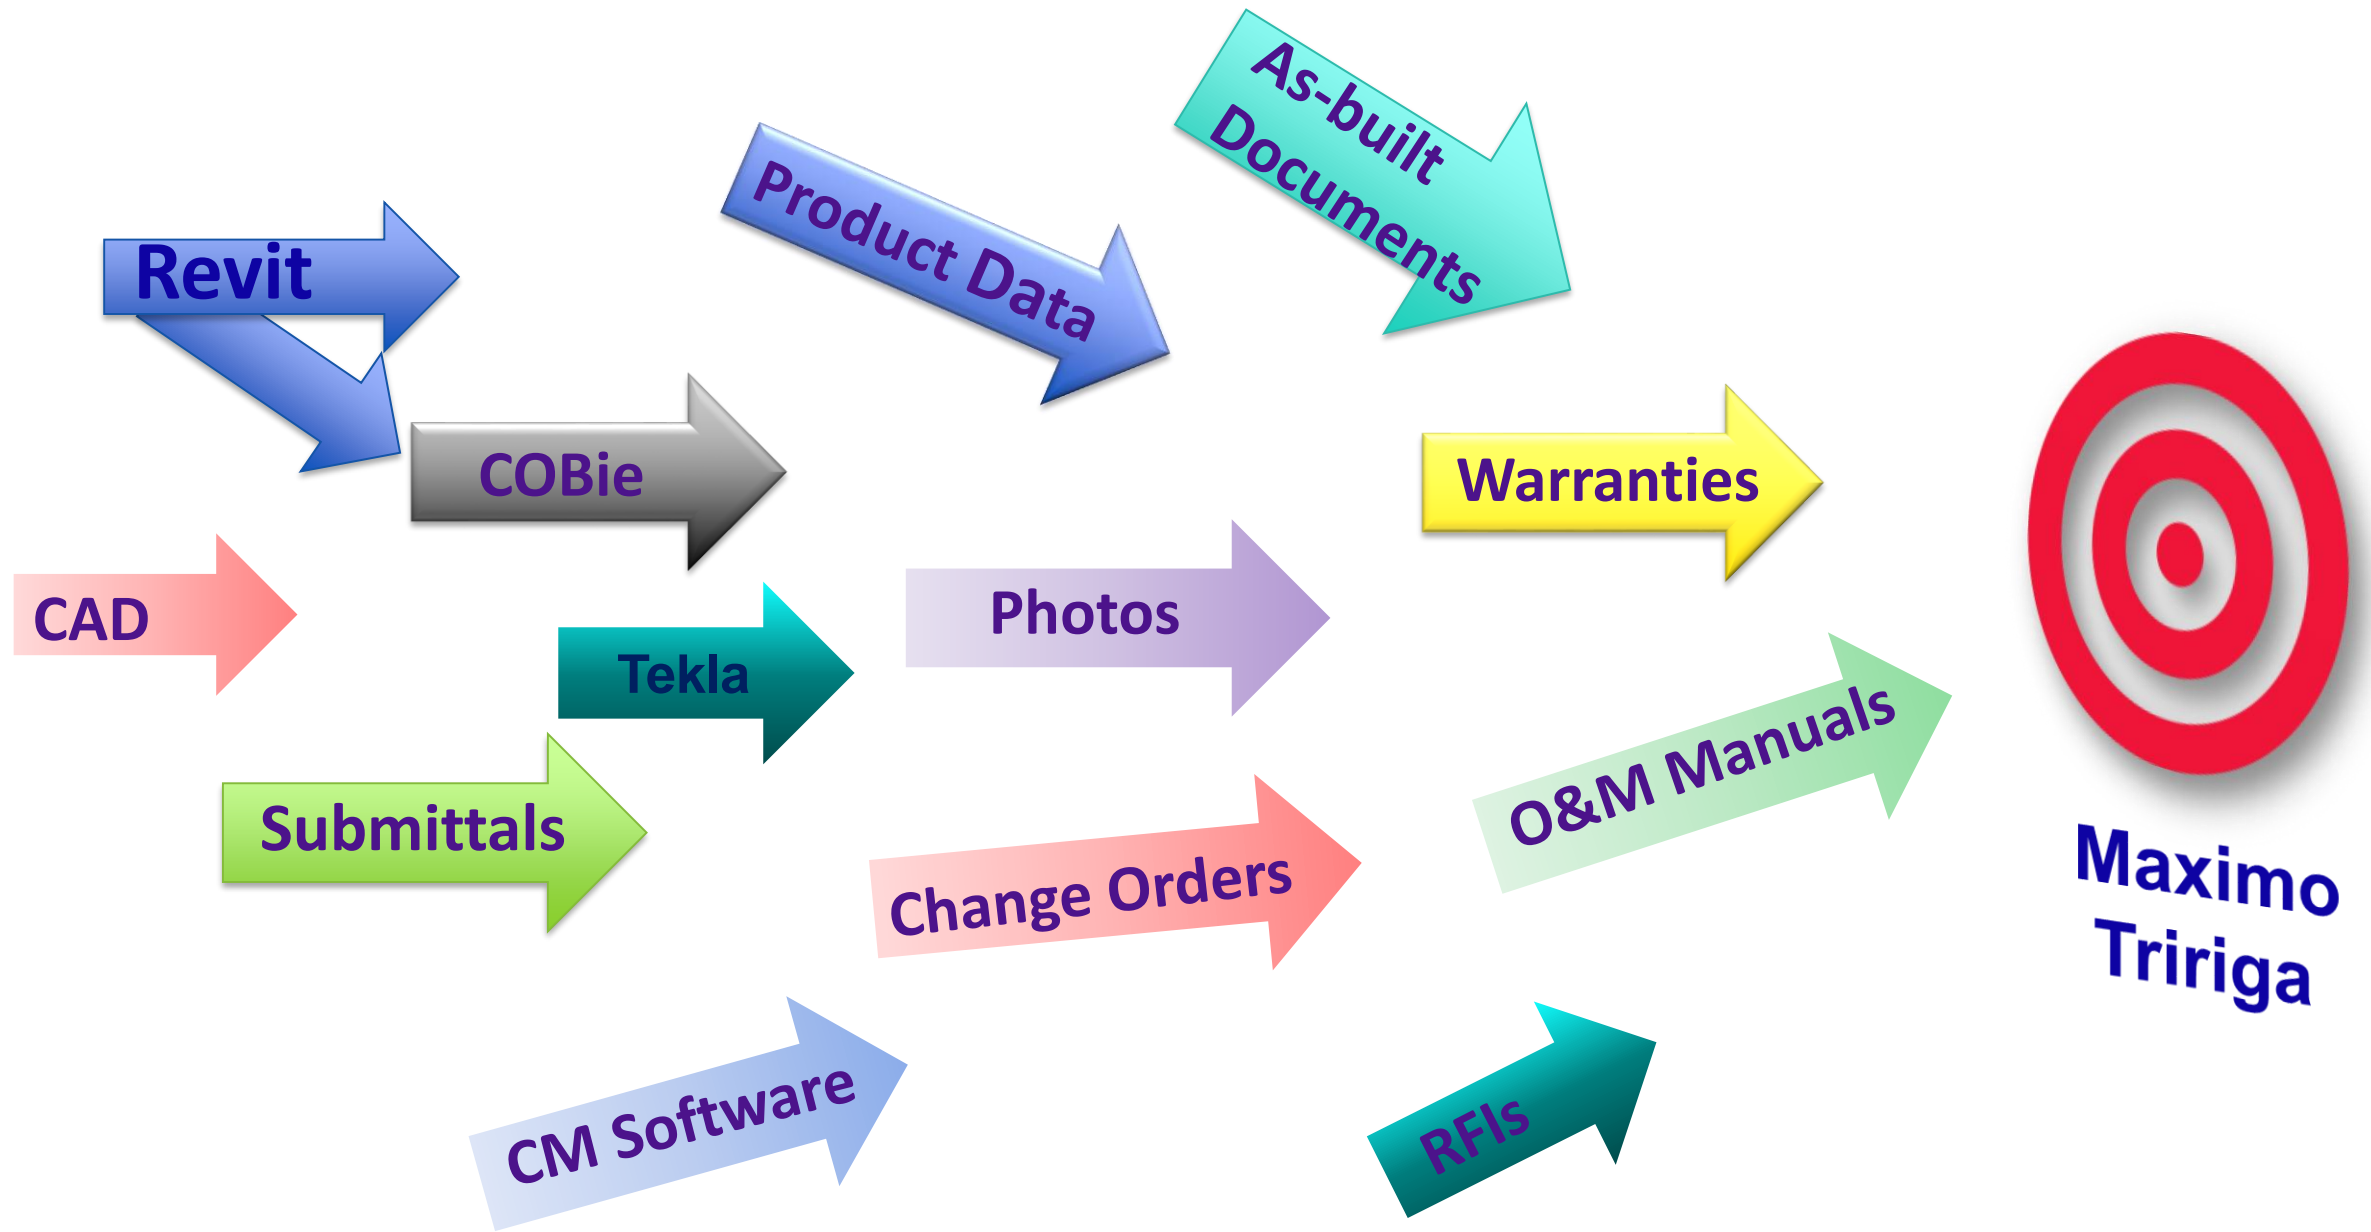 As-built
Documents
Product Data
Revit
COBie
Warranties
CAD
Photos
Tekla
O&M Manuals
Submittals
Change Orders
Maximo
Tririga
CM Software
RFIs